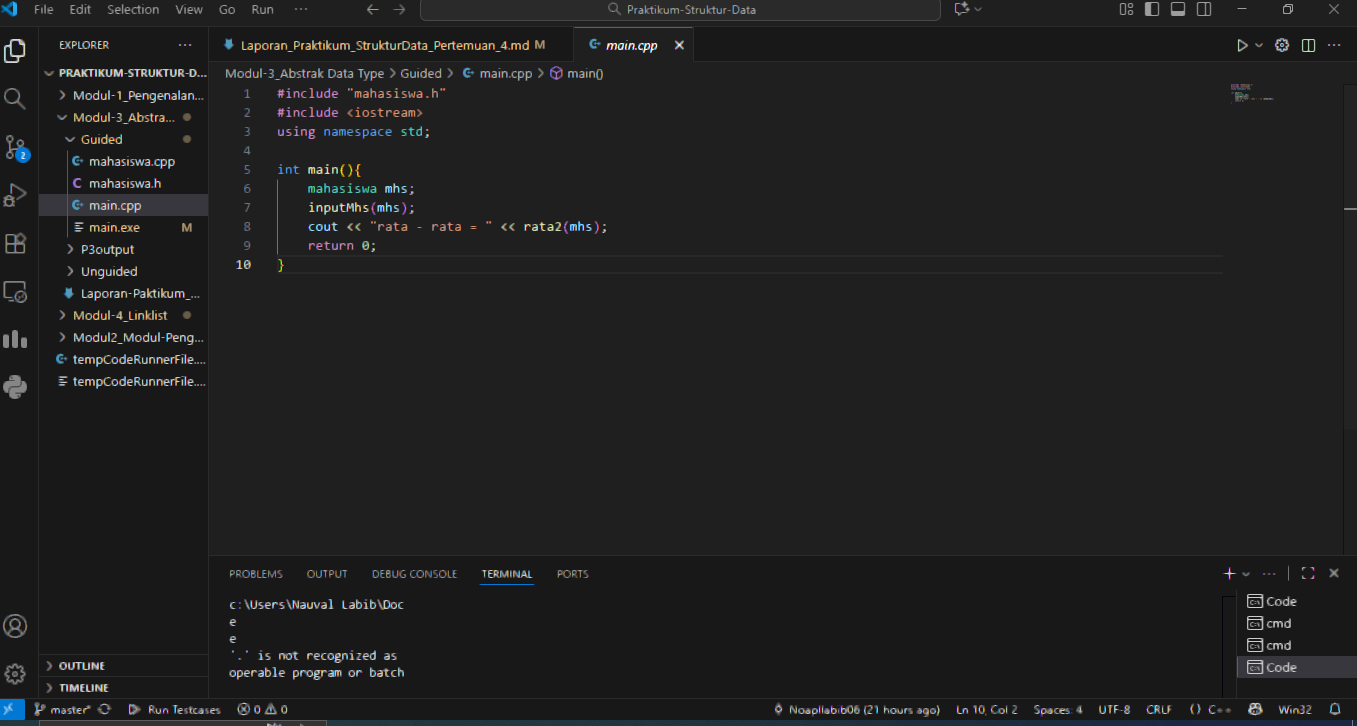 File Edit Selection View Go Run ···
Praktikum-Struktur-Data
EXPLORER ···
PRAKTIKUM-STRUKTUR-D...
Modul-1_Pengenalan...
Modul-3_Abstra...
Guided
mahasiswa.cpp
C mahasiswa.h
main.cpp
main.exe M
P3output
Unguided
Laporan-Paktikum_...
Modul-4_Linklist
Modul2_Modul-Peng...
tempCodeRunnerFile....
tempCodeRunnerFile....
OUTLINE
TIMELINE
2
Laporan_Praktikum_StrukturData_Pertemuan_4.md M
main.cpp
Modul-3_Abstrak Data Type > Guided > main.cpp > main()
1 #include "mahasiswa.h"
2 #include <iostream>
3 using namespace std;
4
5 int main(){
6 mahasiswa mhs;
7 inputMhs(mhs);
8 cout << "rata - rata = " << rata2(mhs);
9 return 0;
10 }
PROBLEMS OUTPUT DEBUG CONSOLE TERMINAL PORTS
c:\Users\Nauval Labib\Doc
e
e
'.' is not recognized as
operable program or batch
Code
cmd
cmd
Code
master* Run Testcases 0 0 Noapllabib06 (21 hours ago) Ln 10, Col 2 Spaces: 4 UTF-8 CRLF {} C++ Win32